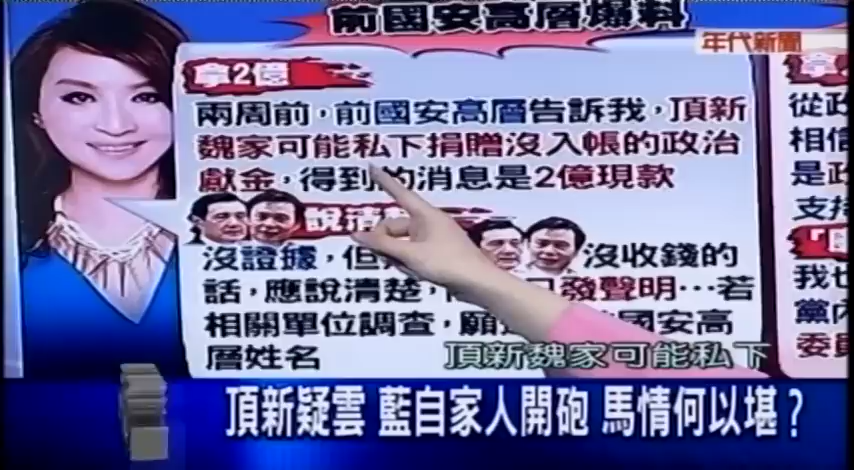 前國安高層爆料
年代新聞
拿2億
兩周前，前國安高層告訴我，頂新
魏家可能私下捐贈沒入帳的政治
獻金，得到的消息是2億現款
說清楚
沒證據，但 沒收錢的
話，應說清楚， 發聲明…若
相關單位調查，願 國安高
層姓名
拿
從政
相信
是政
支持
我也
黨內
委員
頂新魏家可能私下
頂新疑雲 藍自家人開砲 馬情何以堪？